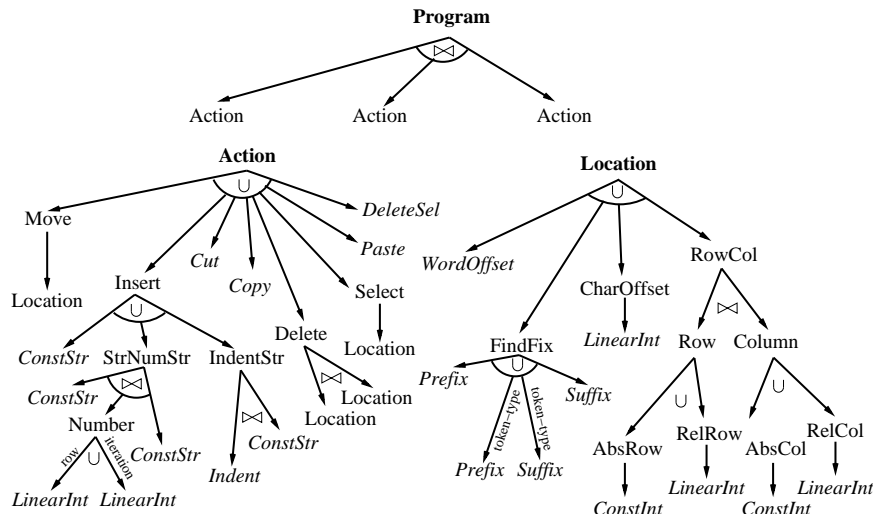 Program
⋈
Action Action Action
Action
∪
Move
Location
Insert
∪
ConstStr
StrNumStr
⋈
ConstStr
Number
∪
row
iteration
LinearInt
LinearInt
ConstStr
IndentStr
⋈
Indent
ConstStr
Cut
Copy
Delete
⋈
Location
Location
Select
Location
Paste
DeleteSel
Location
∪
WordOffset
FindFix
∪
Prefix
token-type
token-type
Prefix
Suffix
Suffix
CharOffset
LinearInt
RowCol
⋈
Row
∪
AbsRow
ConstInt
RelRow
LinearInt
Column
∪
AbsCol
ConstInt
RelCol
LinearInt